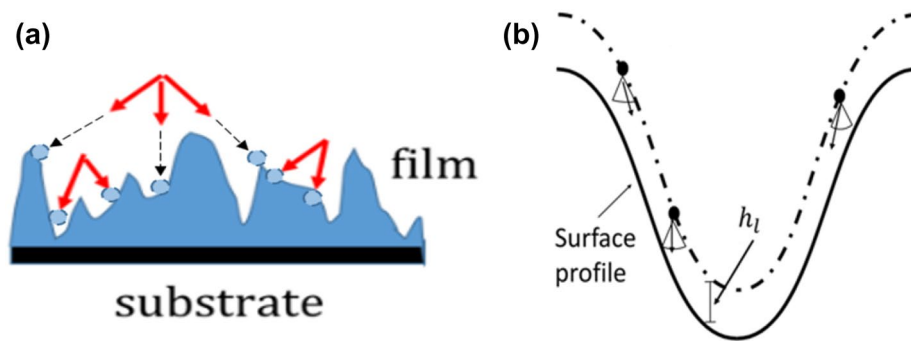 (a)
film
substrate
(b)
Surface
profile
h_l